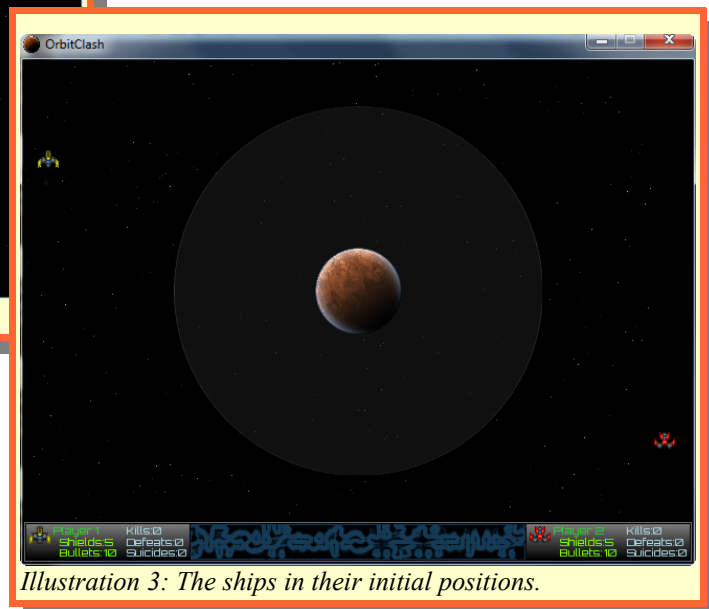 OrbitClash
Player 1 Kills:0
Shields:5 Defeats:0
Bullets:10 Suicides:0
Player 2 Kills:0
Shields:5 Defeats:0
Bullets:10 Suicides:0
Illustration 3: The ships in their initial positions.